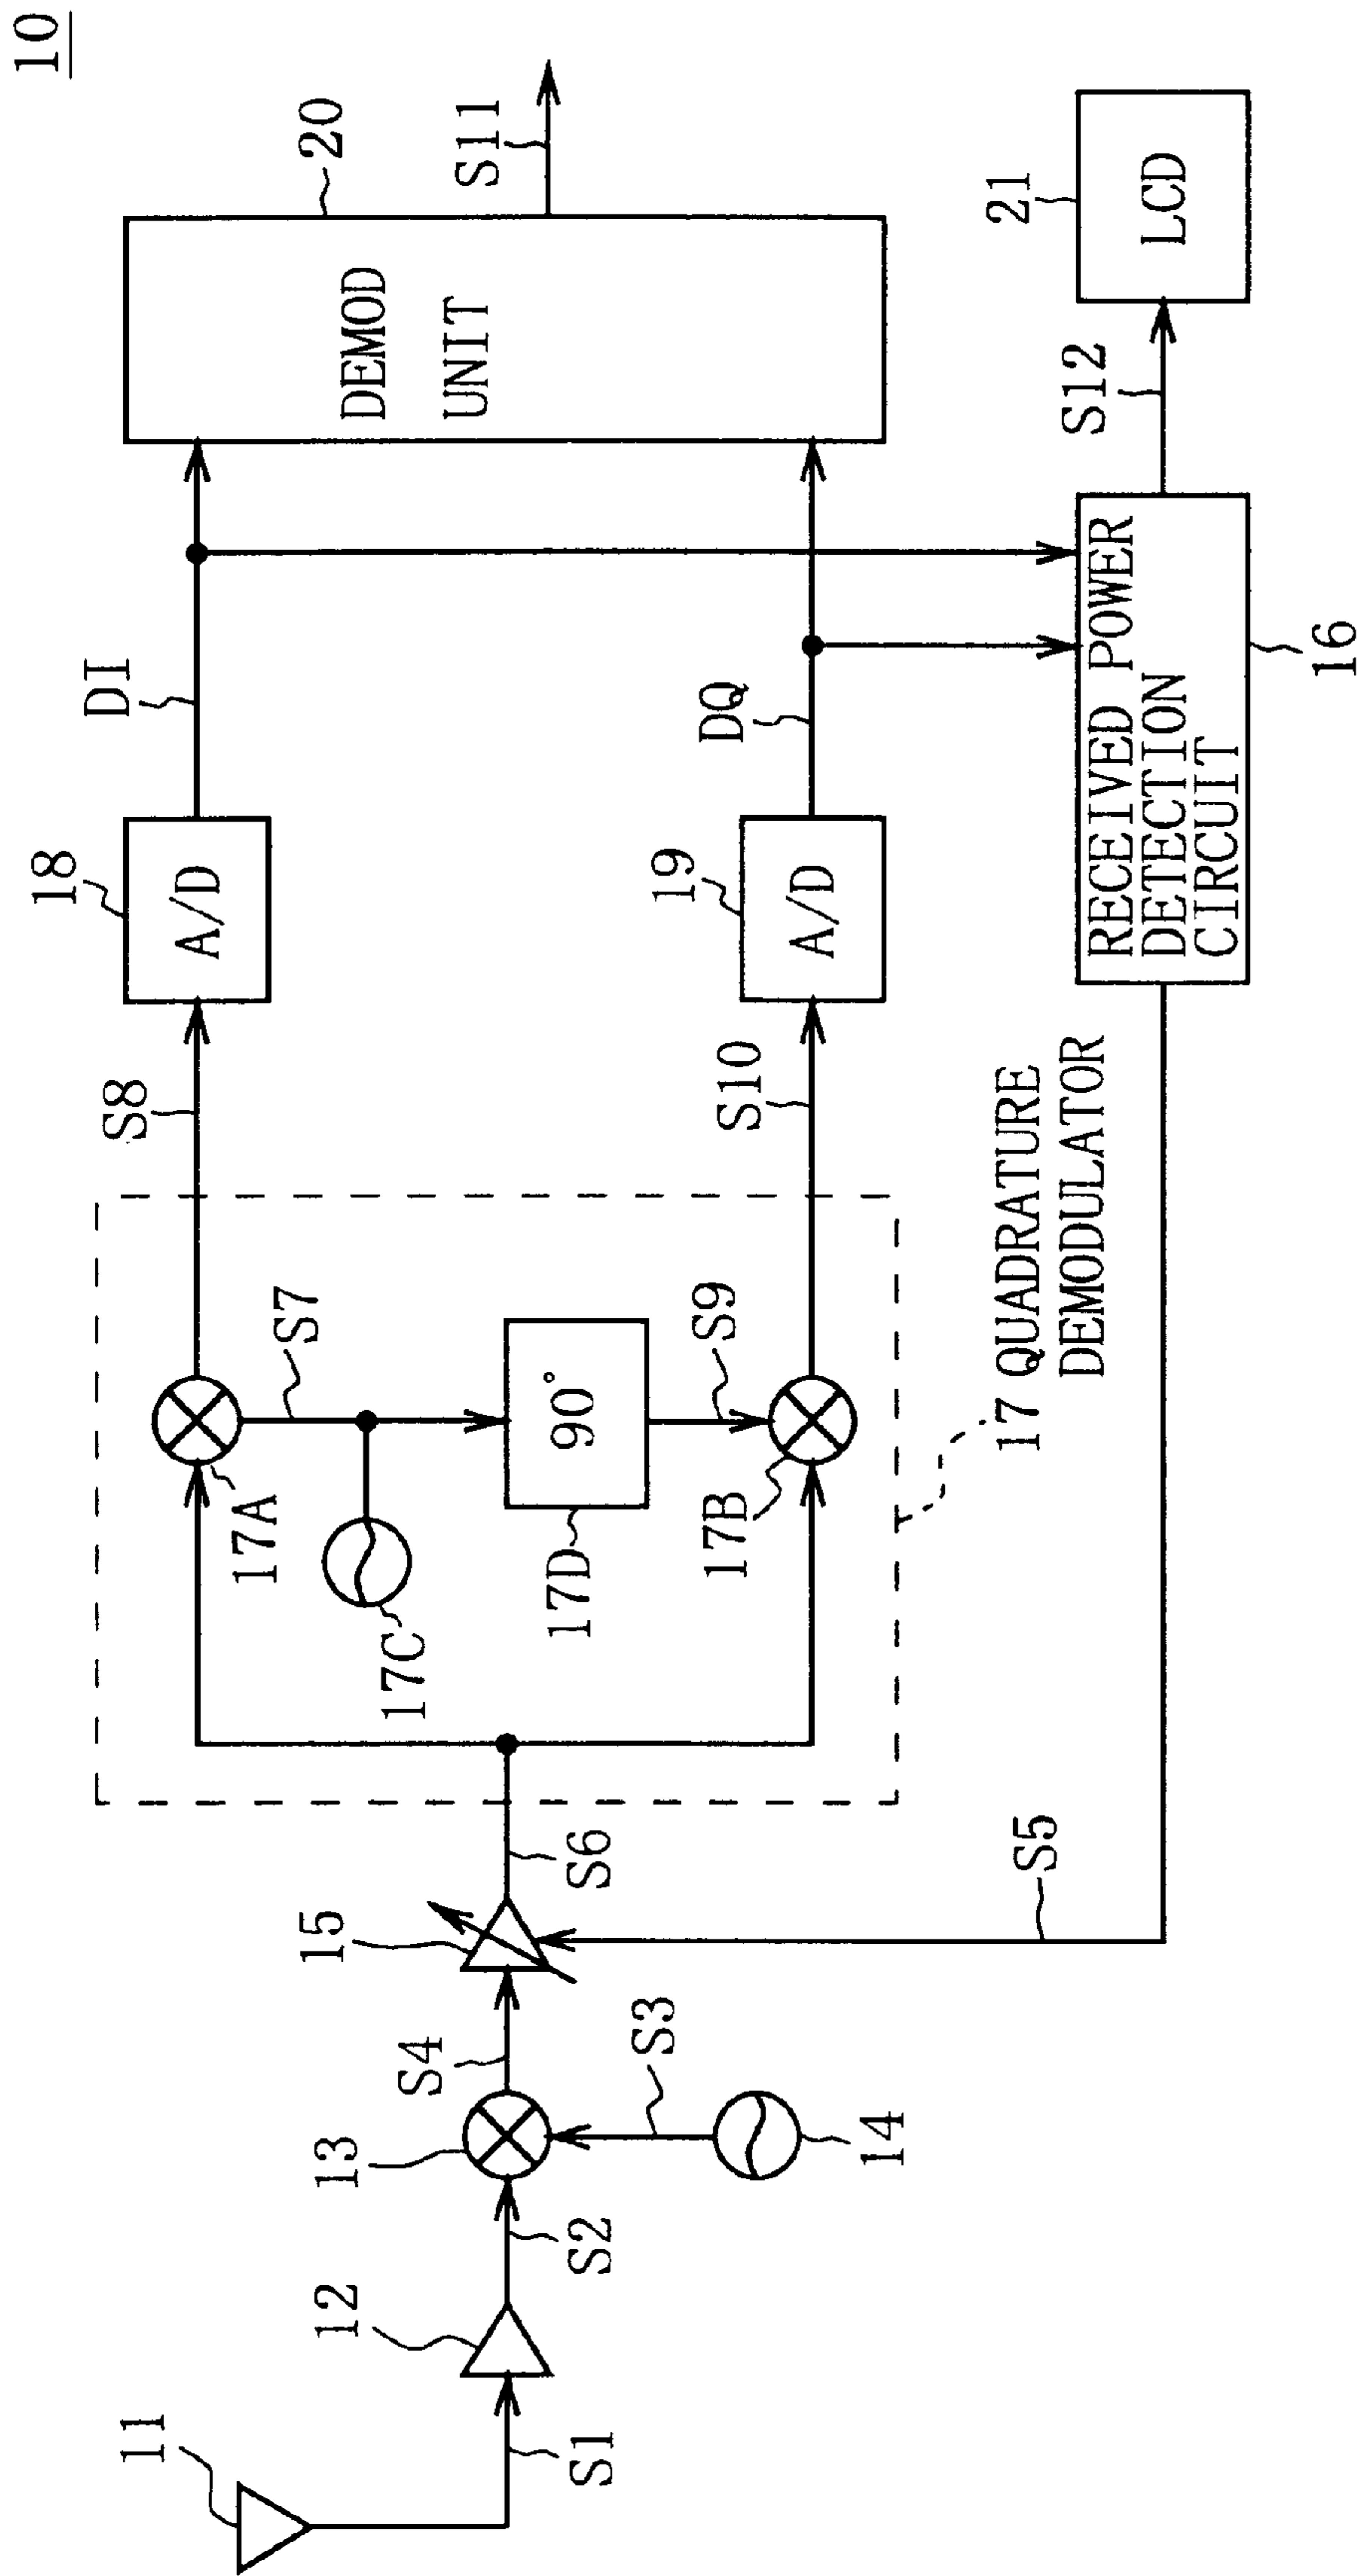 10
11
S1
12
S2
13
S4
S3
14
15
S6
S5
17A
17C
S7
90°
17D
S9
17B
17 QUADRATURE
DEMODULATOR
S8
S10
18
A/D
19
A/D
DI
DQ
DEMOD
UNIT
20
S11
RECEIVED POWER
DETECTION
CIRCUIT
16
S12
21
LCD